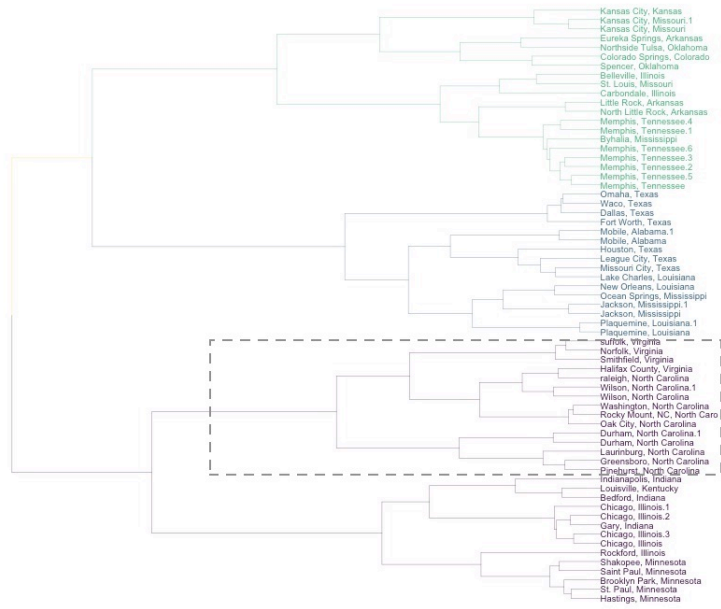 Kansas City, Kansas
Kansas City, Missouri.1
Kansas City, Missouri
Eureka Springs, Arkansas
Northside Tulsa, Oklahoma
Colorado Springs, Colorado
Spencer, Oklahoma
Belleville, Illinois
St. Louis, Missouri
Carbondale, Illinois
Little Rock, Arkansas
North Little Rock, Arkansas
Memphis, Tennessee.4
Memphis, Tennessee.1
Byhalia, Mississippi
Memphis, Tennessee.6
Memphis, Tennessee.3
Memphis, Tennessee.2
Memphis, Tennessee.5
Memphis, Tennessee
Omaha, Texas
Waco, Texas
Dallas, Texas
Fort Worth, Texas
Mobile, Alabama.1
Mobile, Alabama
Houston, Texas
League City, Texas
Missouri City, Texas
Lake Charles, Louisiana
New Orleans, Louisiana
Ocean Springs, Mississippi
Jackson, Mississippi.1
Jackson, Mississippi
Plaquemine, Louisiana.1
Plaquemine, Louisiana
suffolk, Virginia
Norfolk, Virginia
Smithfield, Virginia
Halifax County, Virginia
raleigh, North Carolina
Wilson, North Carolina.1
Wilson, North Carolina
Washington, North Carolina
Rocky Mount, NC, North Caro
Oak City, North Carolina
Durham, North Carolina.1
Durham, North Carolina
Laurinburg, North Carolina
Greensboro, North Carolina
Pinehurst, North Carolina
Indianapolis, Indiana
Louisville, Kentucky
Bedford, Indiana
Chicago, Illinois.1
Chicago, Illinois.2
Gary, Indiana
Chicago, Illinois.3
Chicago, Illinois
Rockford, Illinois
Shakopee, Minnesota
Saint Paul, Minnesota
Brooklyn Park, Minnesota
St. Paul, Minnesota
Hastings, Minnesota